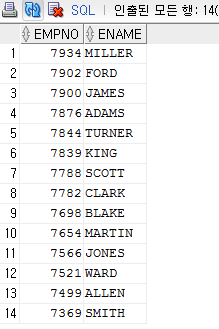 SQL | 인출된 모든 행: 14(
EMPNO ENAME
1 7934 MILLER
2 7902 FORD
3 7900 JAMES
4 7876 ADAMS
5 7844 TURNER
6 7839 KING
7 7788 SCOTT
8 7782 CLARK
9 7698 BLAKE
10 7654 MARTIN
11 7566 JONES
12 7521 WARD
13 7499 ALLEN
14 7369 SMITH